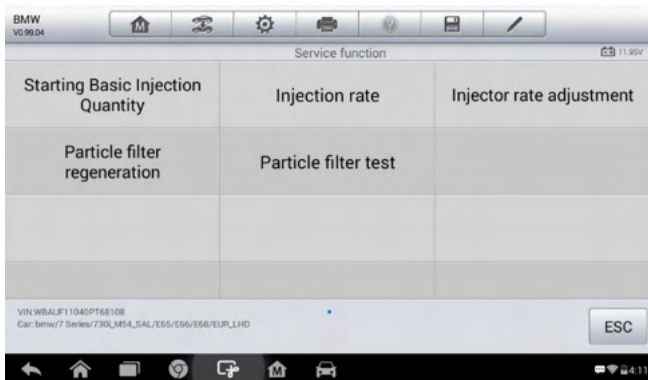 BMW
V0.99.04
M
Service function
11.95V
Starting Basic Injection
Quantity
Injection rate
Injector rate adjustment
Particle filter
regeneration
Particle filter test
VIN WBAUF11040PT68108
Car: bmw/7 Series/730i_M54_SAL/E65/E66/E68/EUR_LHD
ESC
M
4:11